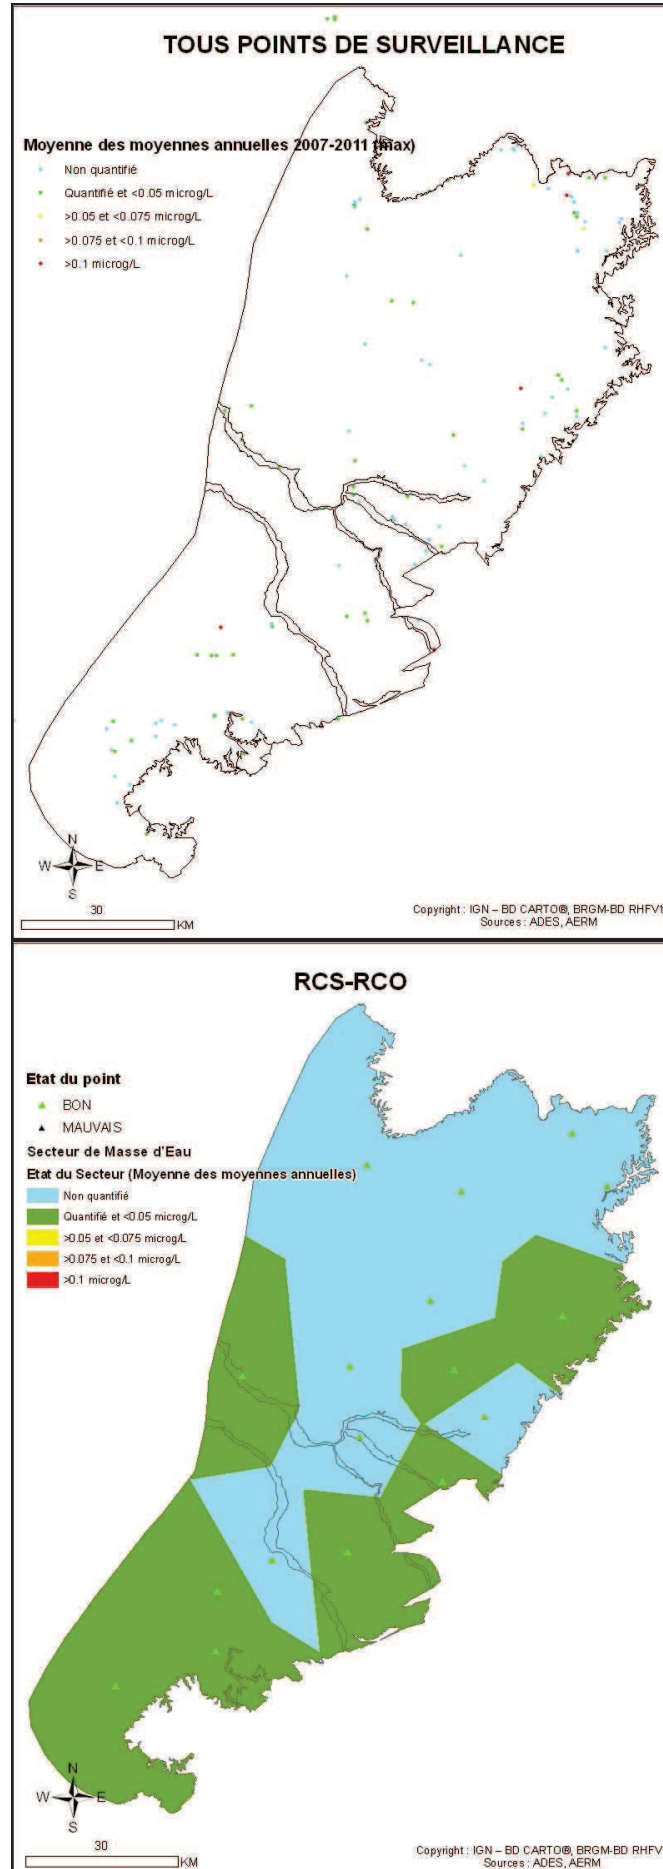 TOUS POINTS DE SURVEILLANCE
Moyenne des moyennes annuelles 2007-2011 (max)
Non quantifié
Quantifié et <0.05 microg/L
>0.05 et <0.075 microg/L
>0.075 et <0.1 microg/L
>0.1 microg/L
N
W E
S
30
KM
Copyright : IGN – BD CARTO®, BRGM-BD RHFV1
Sources : ADES, AERM
RCS-RCO
Etat du point
BON
MAUVAIS
Secteur de Masse d'Eau
Etat du Secteur (Moyenne des moyennes annuelles)
Non quantifié
Quantifié et <0.05 microg/L
>0.05 et <0.075 microg/L
>0.075 et <0.1 microg/L
>0.1 microg/L
N
W E
S
30
KM
Copyright : IGN – BD CARTO®, BRGM-BD RHFV
Sources : ADES, AERM